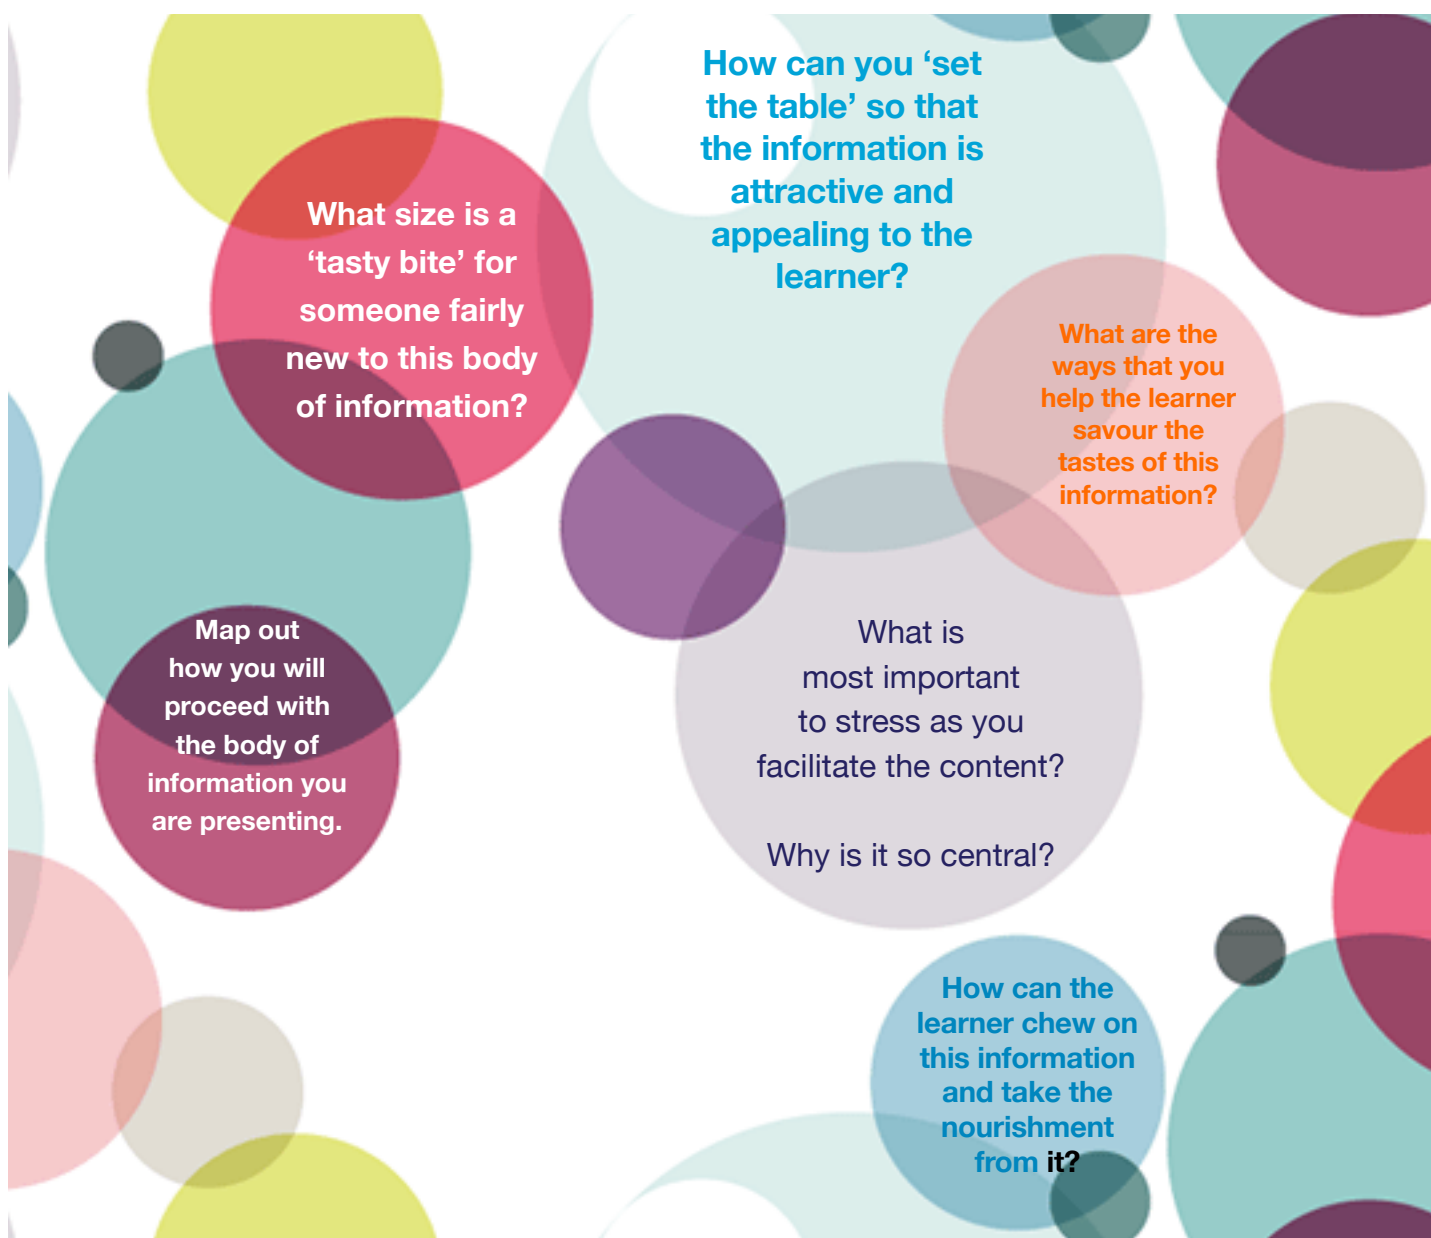 How can you ‘set
the table’ so that
the information is
attractive and
appealing to the
learner?
What size is a
‘tasty bite’ for
someone fairly
new to this body
of information?
What are the
ways that you
help the learner
savour the
tastes of this
information?
Map out
how you will
proceed with
the body of
information you
are presenting.
What is
most important
to stress as you
facilitate the content?
Why is it so central?
How can the
learner chew on
this information
and take the
nourishment
from it?